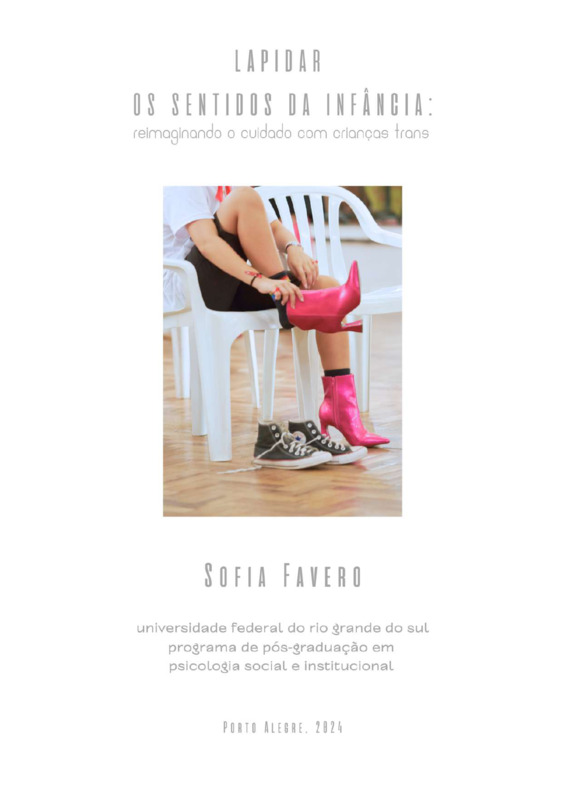 LAPIDAR
OS SENTIDOS DA INFÂNCIA:
reimaginando o cuidado com crianças trans
SOFIA FAVERO
universidade federal do rio grande do sul
programa de pós-graduação em
psicologia social e institucional
PORTO ALEGRE, 2024